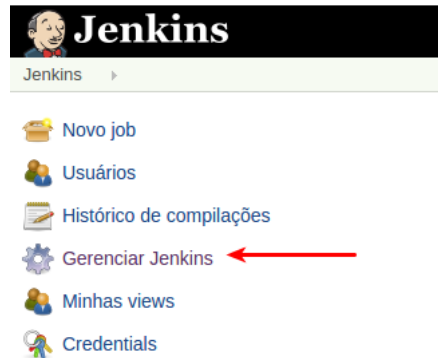 Jenkins
Jenkins
Novo job
Usuários
Histórico de compilações
Gerenciar Jenkins
Minhas views
Credentials